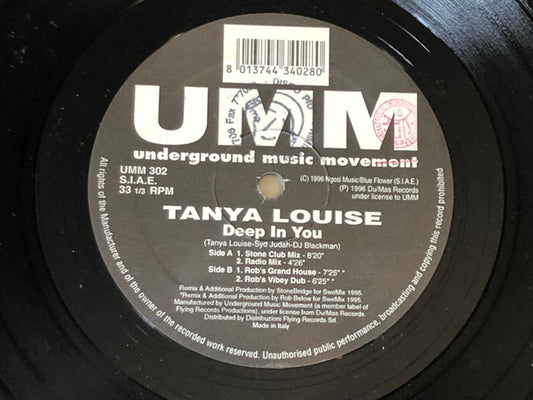 8 013744 340280
UMM
underground music movement
UMM 302
S.I.A.E.
33 1/3 RPM
(C) 1996 Ngosi Music/Blue Flower (S.I.A.E.)
(P) 1996 Du/Mas Records
under license to UMM
TANYA LOUISE
Deep In You
(Tanya Louise-Syd Judah-DJ Blackman)
Side A 1. Stone Club Mix - 8'20"
2. Radio Mix - 4'26"
Side B 1. Rob's Grand House - 7'25" *
2. Rob's Vibey Dub - 6'25" *
Remix & Additional Production by StoneBridge for SweMix 1995.
*Remix & Additional Production by Rob Below for SweMix 1995.
Manufactured by Underground Music Movement (a member label of
Flying Records Productions), under license from Du/Mas Records.
Distributed by Distribuzioni Flying Records Srl.
Made in Italy
All rights of the Manufacturer and of the owner of the recorded work reserved. Unauthorised public performance, broadcasting and copying of this record prohibited